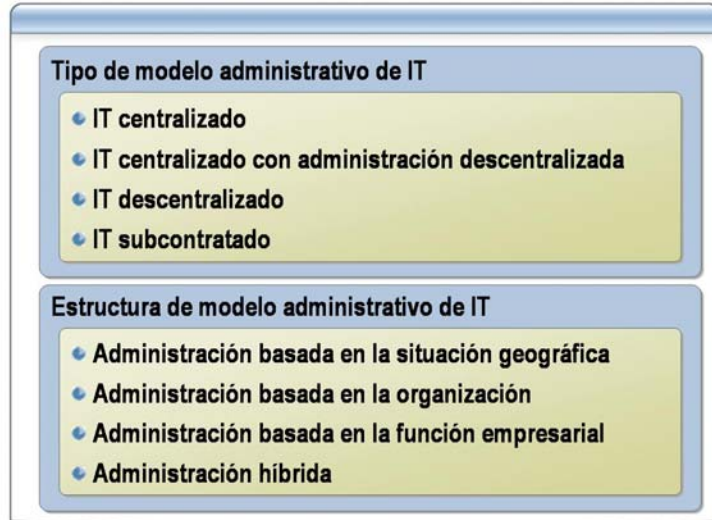 Tipo de modelo administrativo de IT
IT centralizado
IT centralizado con administración descentralizada
IT descentralizado
IT subcontratado
Estructura de modelo administrativo de IT
Administración basada en la situación geográfica
Administración basada en la organización
Administración basada en la función empresarial
Administración híbrida